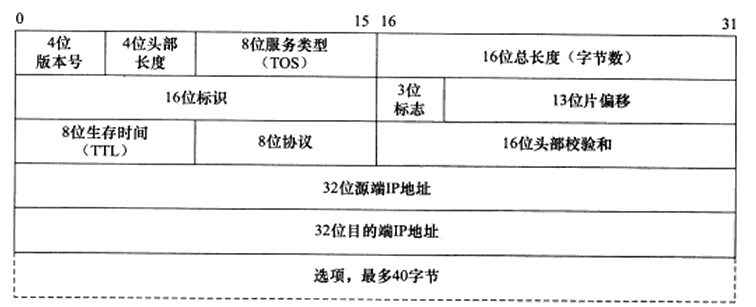 0 15 16 31
4位 4位头部 8位服务类型 16位总长度（字节数）
版本号 长度 （TOS）
16位标识 3位 13位片偏移
标志
8位生存时间 8位协议 16位头部校验和
（TTL）
32位源端IP地址
32位目的端IP地址
选项，最多40字节